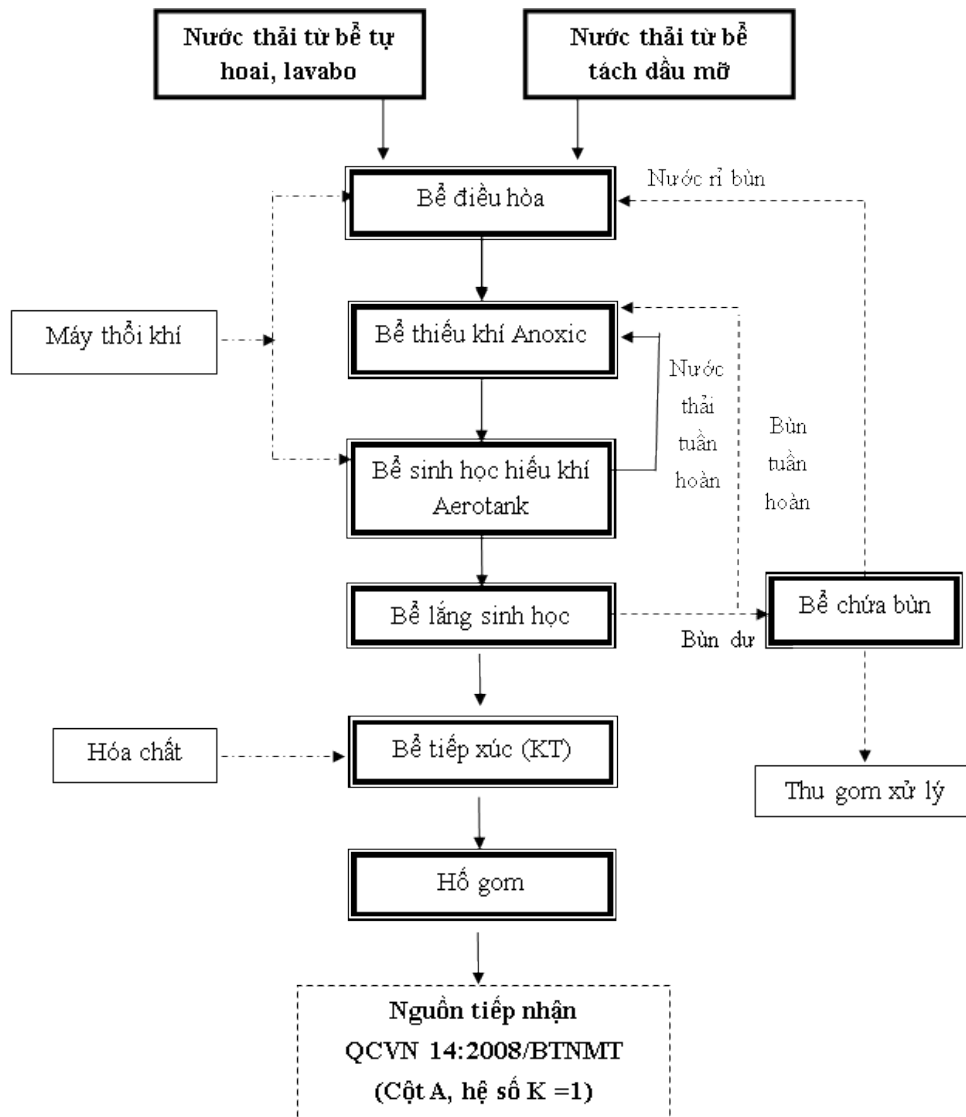 Nước thải từ bể tự
hoai, lavabo
Nước thải từ bể
tách dầu mỡ
Nước rỉ bùn
Bể điều hòa
Máy thổi khí
Bể thiếu khí Anoxic
Nước
thải
tuần
hoàn
Bùn
tuần
hoàn
Bể sinh học hiếu khí
Aerotank
Bể lắng sinh học
Bùn dư
Bể chứa bùn
Hóa chất
Bể tiếp xúc (KT)
Thu gom xử lý
Hố gom
Nguồn tiếp nhận
QCVN 14:2008/BTNMT
(Cột A, hệ số K =1)